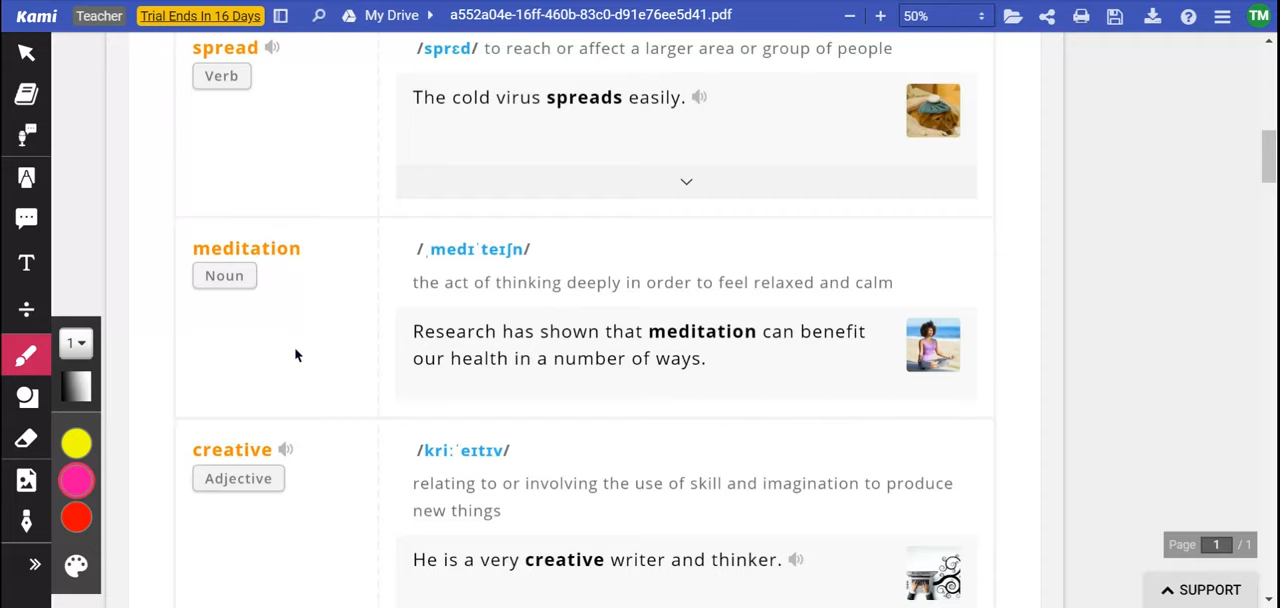 Kami Teacher Trial Ends In 16 Days My Drive a552a04e-16ff-460b-83c0-d91e76ee5d41.pdf 50% TM
spread /sprɛd/ to reach or affect a larger area or group of people
Verb
The cold virus spreads easily.
meditation /ˌmedɪˈteɪʃn/
Noun
the act of thinking deeply in order to feel relaxed and calm
Research has shown that meditation can benefit
our health in a number of ways.
T
1
creative /kriːˈeɪtɪv/
Adjective
relating to or involving the use of skill and imagination to produce
new things
He is a very creative writer and thinker.
Page 1 / 1
SUPPORT